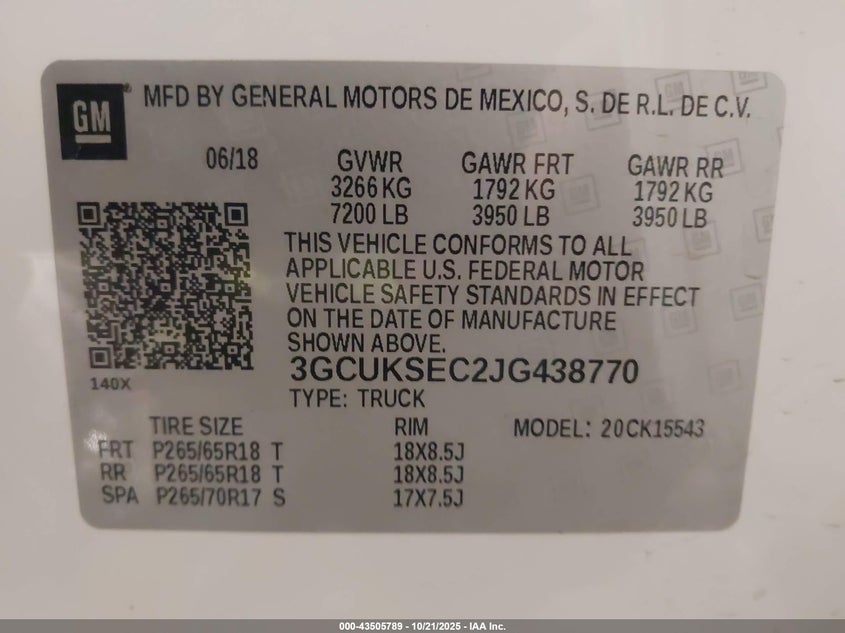 GM
MFD BY GENERAL MOTORS DE MEXICO, S. DE R.L. DE C.V.
06/18 GVWR GAWR FRT GAWR RR
3266 KG 1792 KG 1792 KG
7200 LB 3950 LB 3950 LB
THIS VEHICLE CONFORMS TO ALL
APPLICABLE U.S. FEDERAL MOTOR
VEHICLE SAFETY STANDARDS IN EFFECT
ON THE DATE OF MANUFACTURE
SHOWN ABOVE.
3GCUKSEC2JG438770
140X
TYPE: TRUCK
TIRE SIZE RIM MODEL: 20CK15543
FRT P265/65R18 T 18X8.5J
RR P265/65R18 T 18X8.5J
SPA P265/70R17 S 17X7.5J
000-43505789 - 10/21/2025 - IAA Inc.